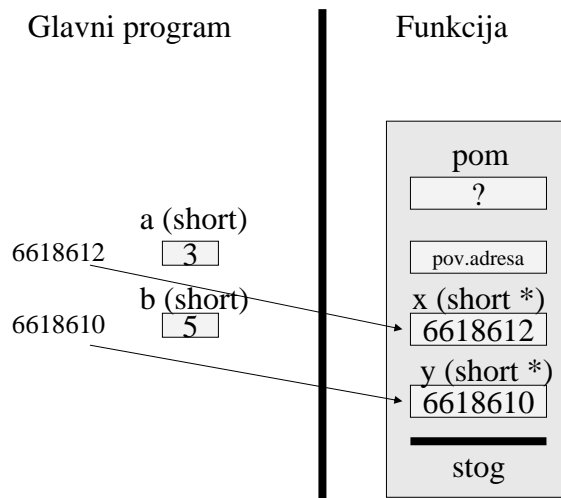 Glavni program
Funkcija
pom
?
a (short)
6618612
3
pov.adresa
b (short)
x (short *)
6618610
5
6618612
y (short *)
6618610
stog